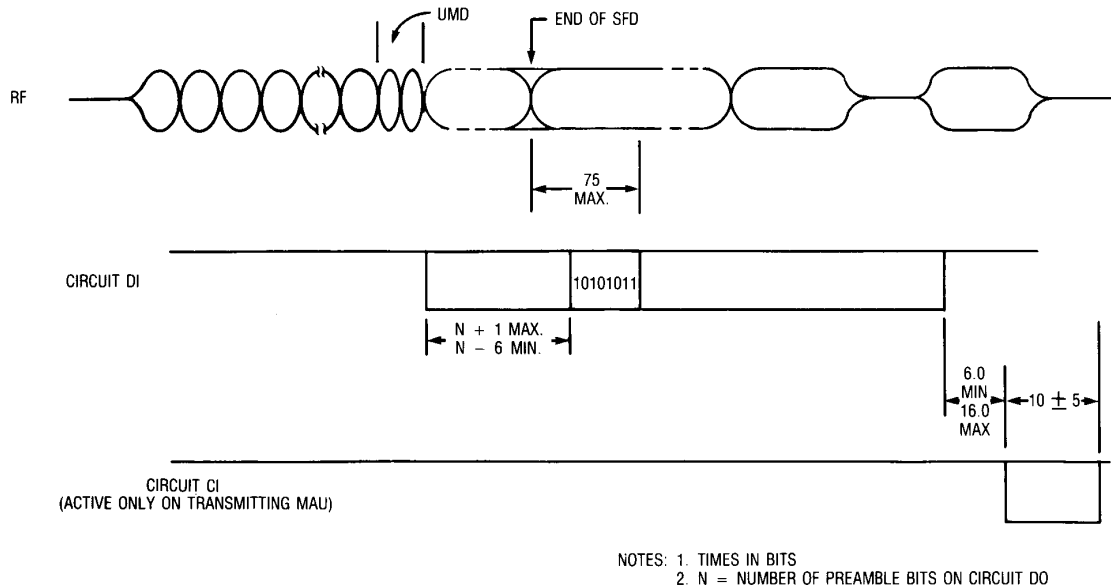 UMD
END OF SFD
RF
75
MAX.
CIRCUIT DI
10101011
N + 1 MAX.
N - 6 MIN.
6.0
MIN
16.0
MAX
10 ± 5
CIRCUIT CI
(ACTIVE ONLY ON TRANSMITTING MAU)
NOTES: 1. TIMES IN BITS
2. N = NUMBER OF PREAMBLE BITS ON CIRCUIT DO